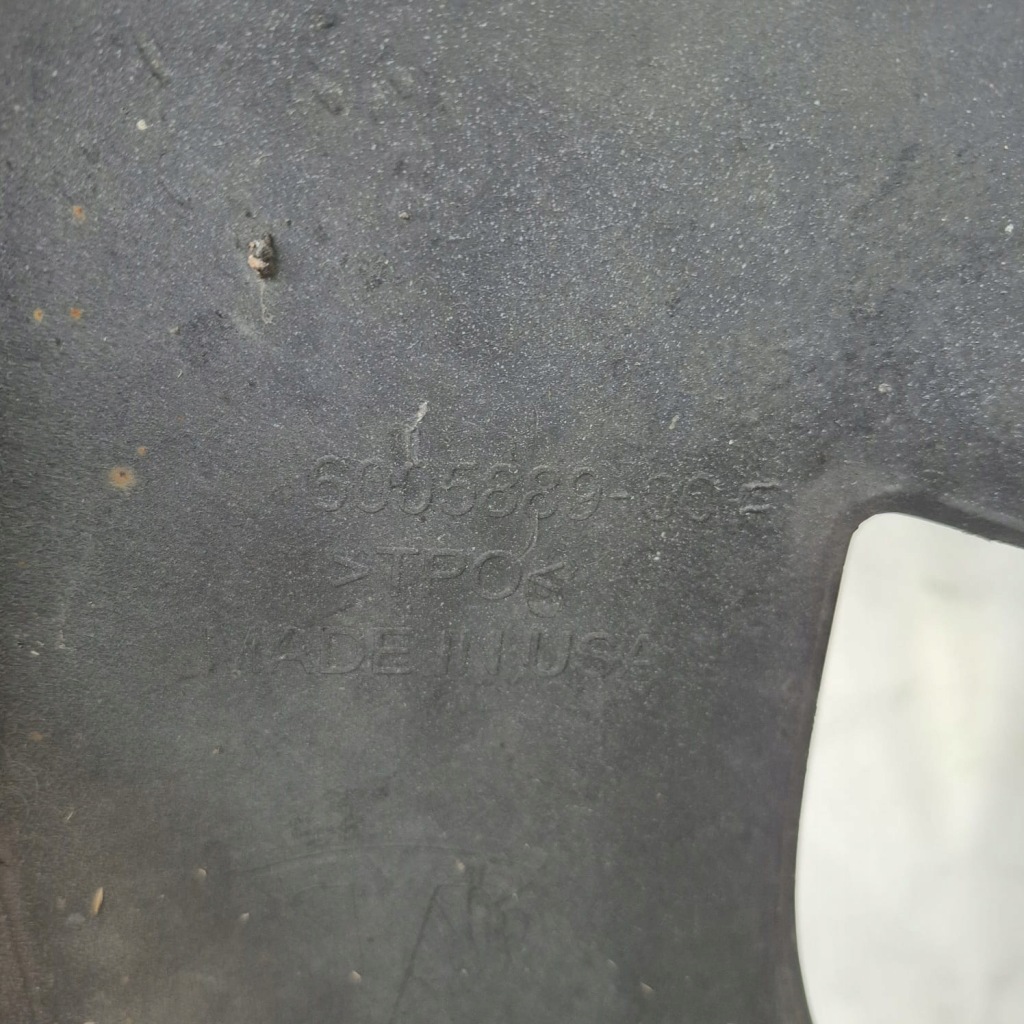 6005889-00-F
>TPO<
MADE IN USA